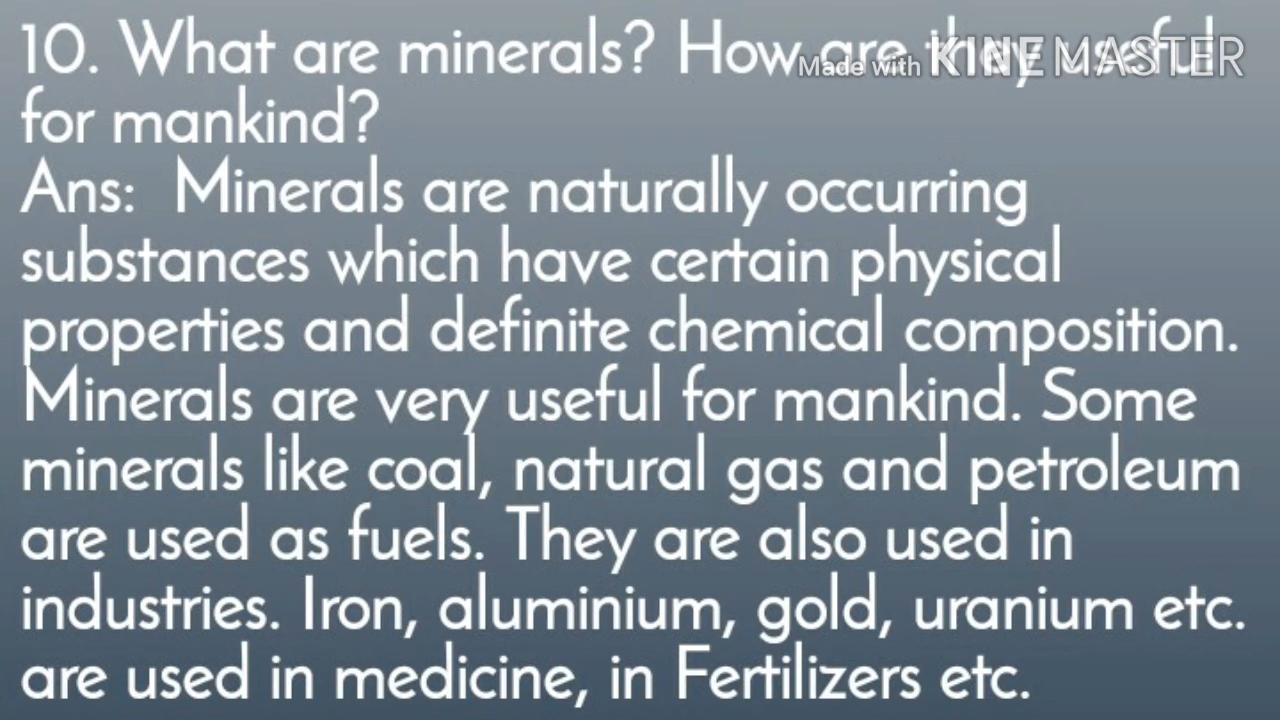 10. What are minerals? How are they useful
Made with KINEMASTER
for mankind?
Ans: Minerals are naturally occurring
substances which have certain physical
properties and definite chemical composition.
Minerals are very useful for mankind. Some
minerals like coal, natural gas and petroleum
are used as fuels. They are also used in
industries. Iron, aluminium, gold, uranium etc.
are used in medicine, in Fertilizers etc.